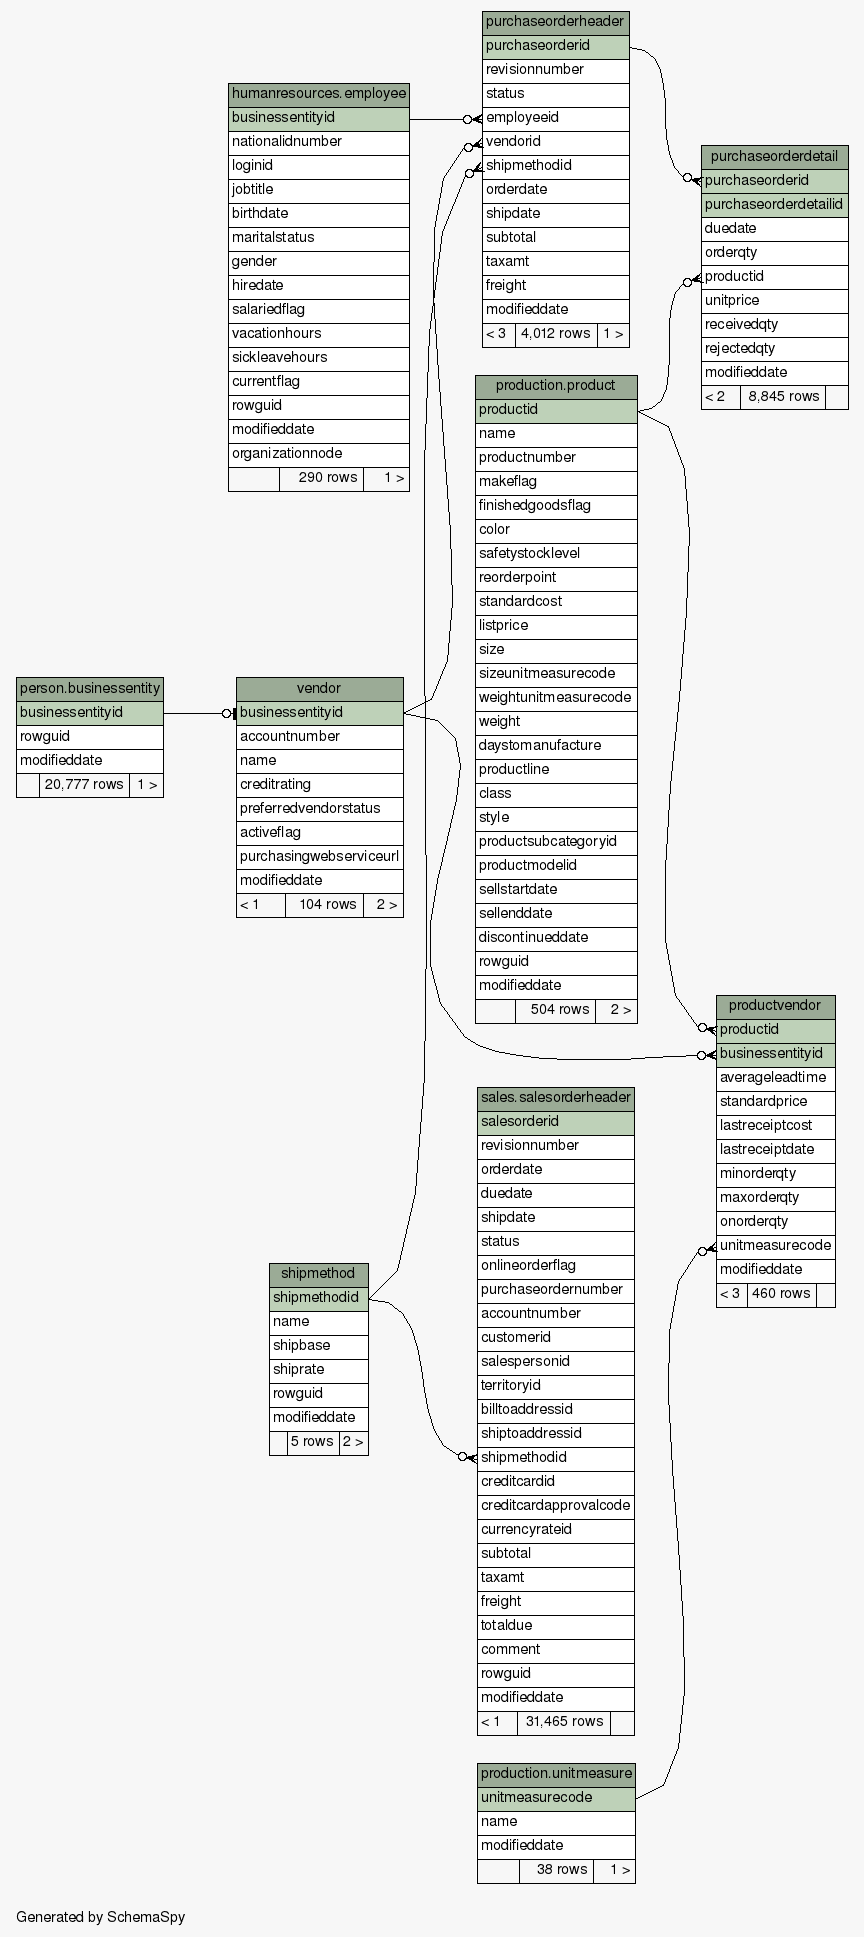 purchaseorderheader
purchaseorderid
revisionnumber
status
employeeid
vendorid
shipmethodid
orderdate
shipdate
subtotal
taxamt
freight
modifieddate
< 3 4,012 rows 1 >
humanresources.employee
businessentityid
nationalidnumber
loginid
jobtitle
birthdate
maritalstatus
gender
hiredate
salariedflag
vacationhours
sickleavehours
currentflag
rowguid
modifieddate
organizationnode
290 rows 1 >
purchaseorderdetail
purchaseorderid
purchaseorderdetailid
duedate
orderqty
productid
unitprice
receivedqty
rejectedqty
modifieddate
< 2 8,845 rows
production.product
productid
name
productnumber
makeflag
finishedgoodsflag
color
safetystocklevel
reorderpoint
standardcost
listprice
size
sizeunitmeasurecode
weightunitmeasurecode
weight
daystomanufacture
productline
class
style
productsubcategoryid
productmodelid
sellstartdate
sellenddate
discontinueddate
rowguid
modifieddate
504 rows 2 >
person.businessentity
businessentityid
rowguid
modifieddate
20,777 rows 1 >
vendor
businessentityid
accountnumber
name
creditrating
preferredvendorstatus
activeflag
purchasingwebserviceurl
modifieddate
< 1 104 rows 2 >
productvendor
productid
businessentityid
averageleadtime
standardprice
lastreceiptcost
lastreceiptdate
minorderqty
maxorderqty
onorderqty
unitmeasurecode
modifieddate
< 3 460 rows
sales.salesorderheader
salesorderid
revisionnumber
orderdate
duedate
shipdate
status
onlineorderflag
purchaseordernumber
accountnumber
customerid
salespersonid
territoryid
billtoaddressid
shiptoaddressid
shipmethodid
creditcardid
creditcardapprovalcode
currencyrateid
subtotal
taxamt
freight
totaldue
comment
rowguid
modifieddate
< 1 31,465 rows
shipmethod
shipmethodid
name
shipbase
shiprate
rowguid
modifieddate
5 rows 2 >
production.unitmeasure
unitmeasurecode
name
modifieddate
38 rows 1 >
Generated by SchemaSpy